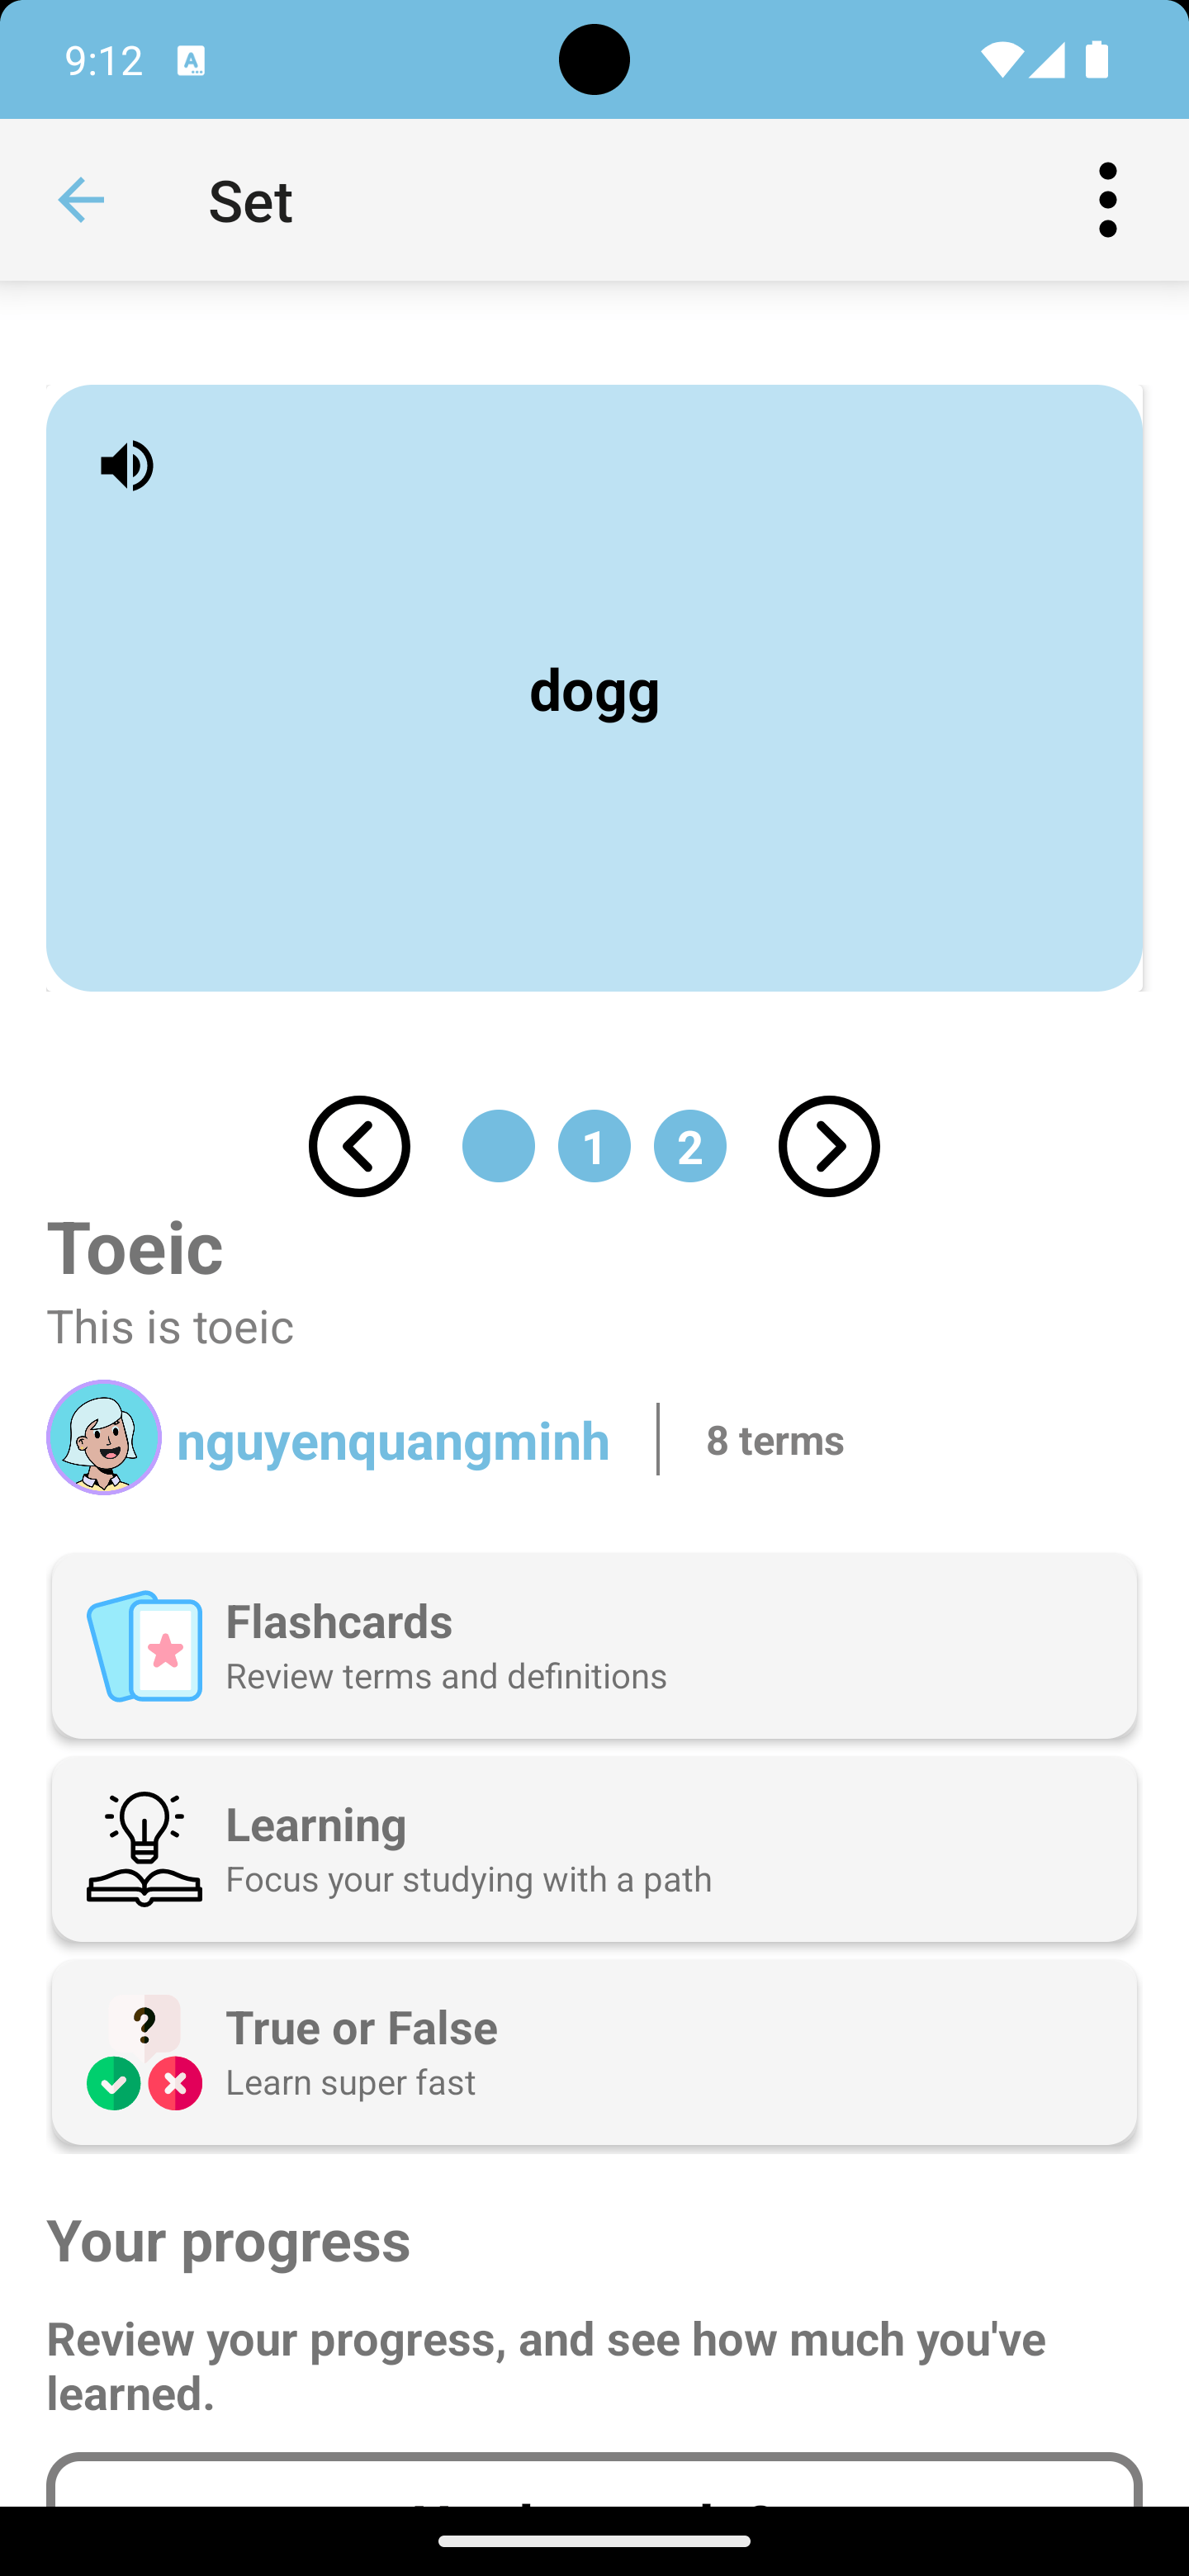 9:12
Set
dogg
1 2
Toeic
This is toeic
nguyenquangminh
8 terms
Flashcards
Review terms and definitions
Learning
Focus your studying with a path
True or False
Learn super fast
Your progress
Review your progress, and see how much you've
learned.